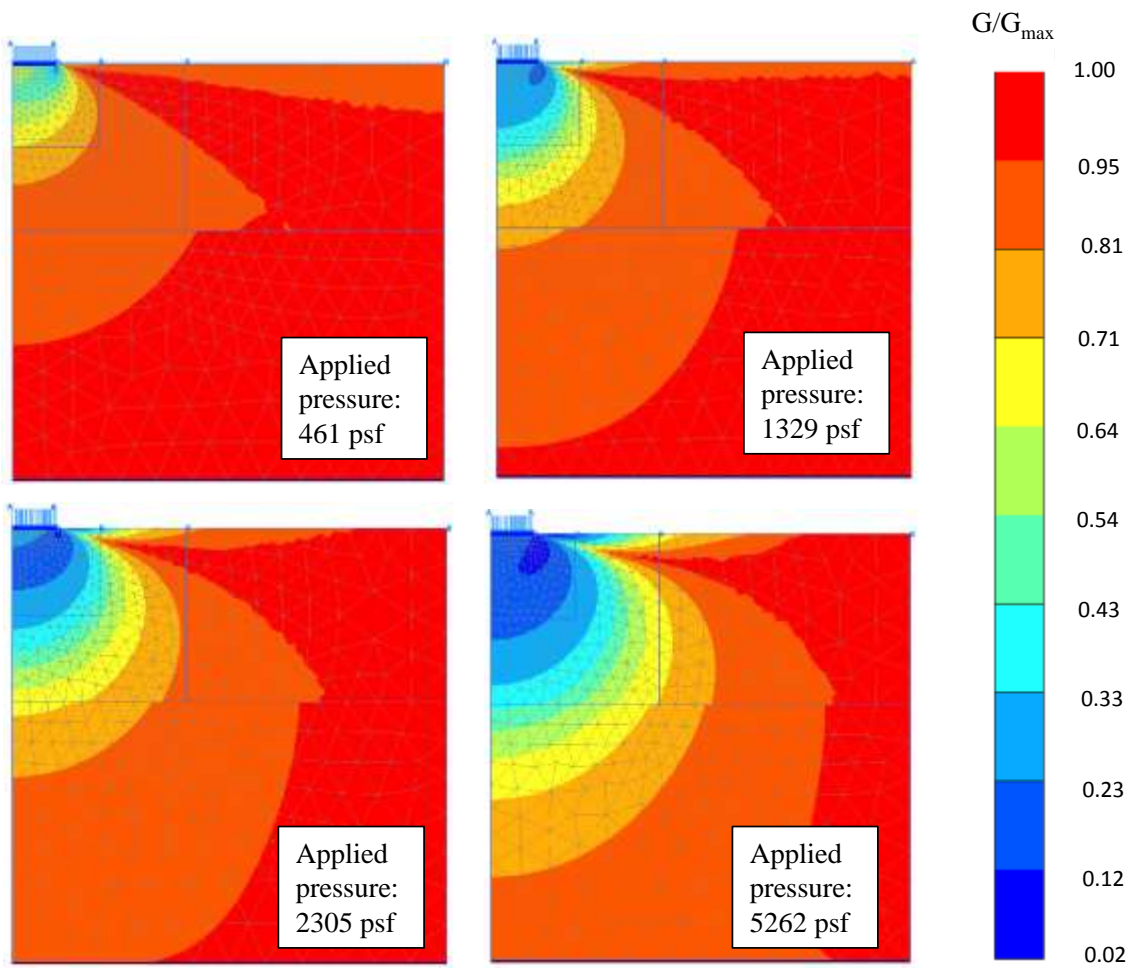 G/Gmax
1.00
0.95
0.81
0.71
0.64
0.54
0.43
0.33
0.23
0.12
0.02
Applied
pressure:
461 psf
Applied
pressure:
1329 psf
Applied
pressure:
2305 psf
Applied
pressure:
5262 psf